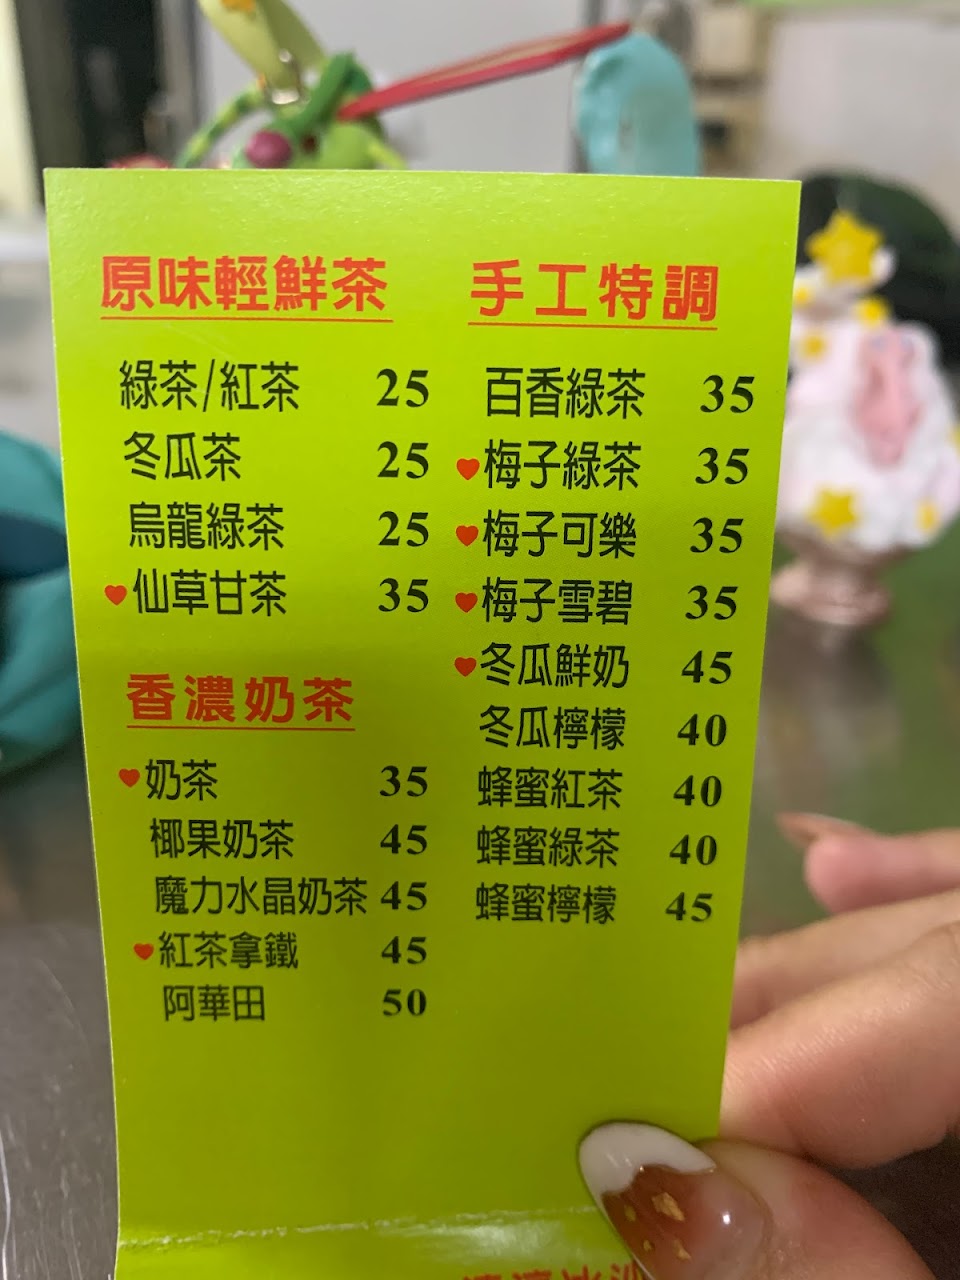 原味輕鮮茶
綠茶/紅茶 25
冬瓜茶 25
烏龍綠茶 25
♥仙草甘茶 35
香濃奶茶
♥奶茶 35
椰果奶茶 45
魔力水晶奶茶 45
♥紅茶拿鐵 45
阿華田 50
手工特調
百香綠茶 35
♥梅子綠茶 35
♥梅子可樂 35
♥梅子雪碧 35
♥冬瓜鮮奶 45
冬瓜檸檬 40
蜂蜜紅茶 40
蜂蜜綠茶 40
蜂蜜檸檬 45